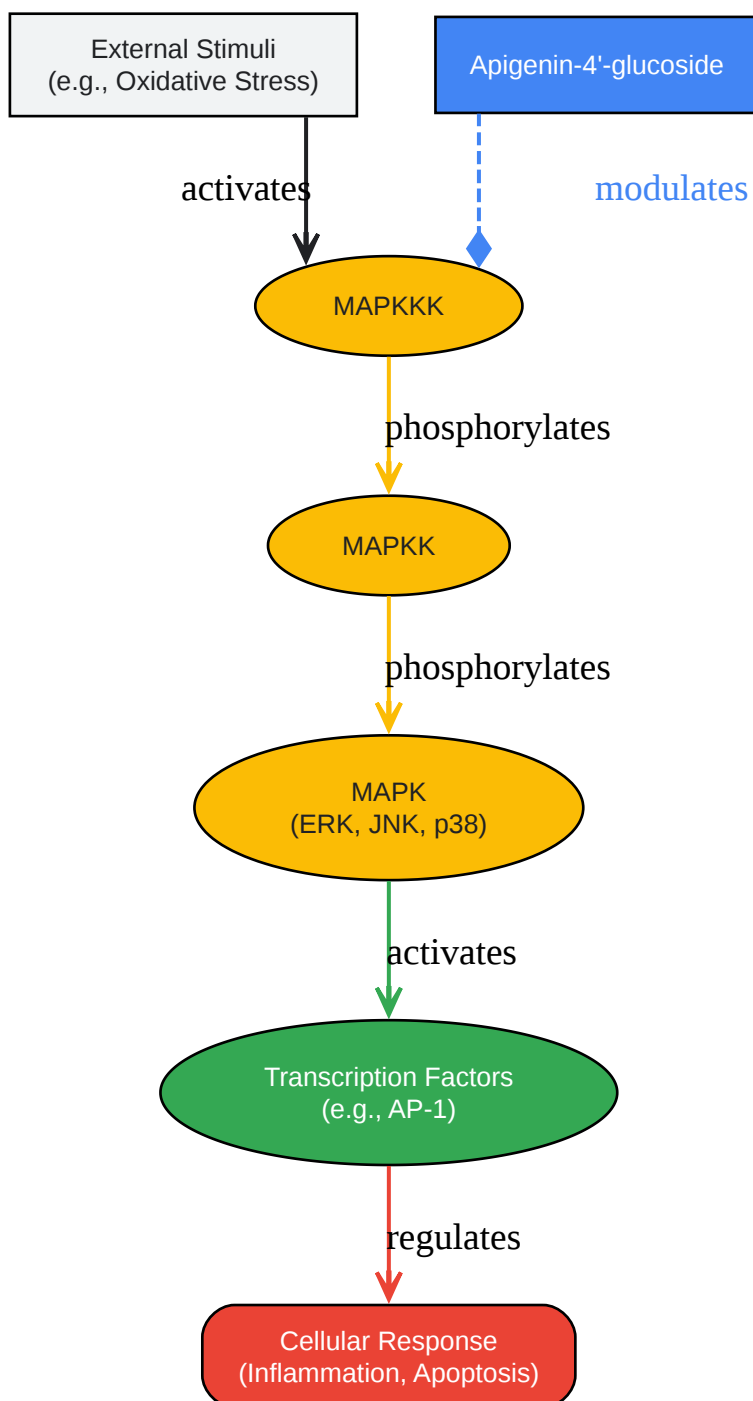 External Stimuli
(e.g., Oxidative Stress)
Apigenin-4'-glucoside
activates
modulates
MAPKKK
phosphorylates
MAPKK
phosphorylates
MAPK
(ERK, JNK, p38)
activates
Transcription Factors
(e.g., AP-1)
regulates
Cellular Response
(Inflammation, Apoptosis)